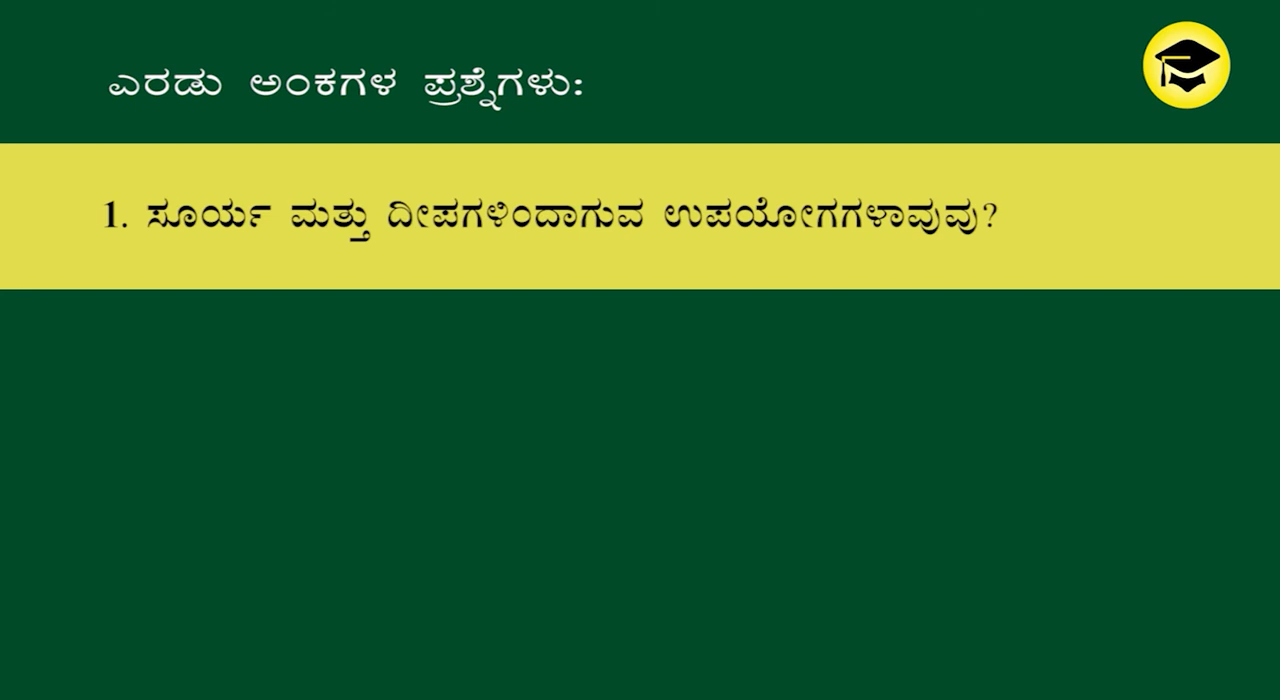 ಎರಡು ಅಂಕಗಳ ಪ್ರಶ್ನೆಗಳು:
1. ಸೂರ್ಯ ಮತ್ತು ದೀಪಗಳಿಂದಾಗುವ ಉಪಯೋಗಗಳಾವುವು?